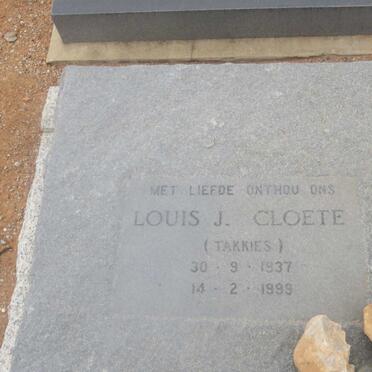 MET LIEFDE ONTHOU ONS
LOUIS J. CLOETE
(TAKKIES)
30 · 9 · 1937
14 · 2 · 1999